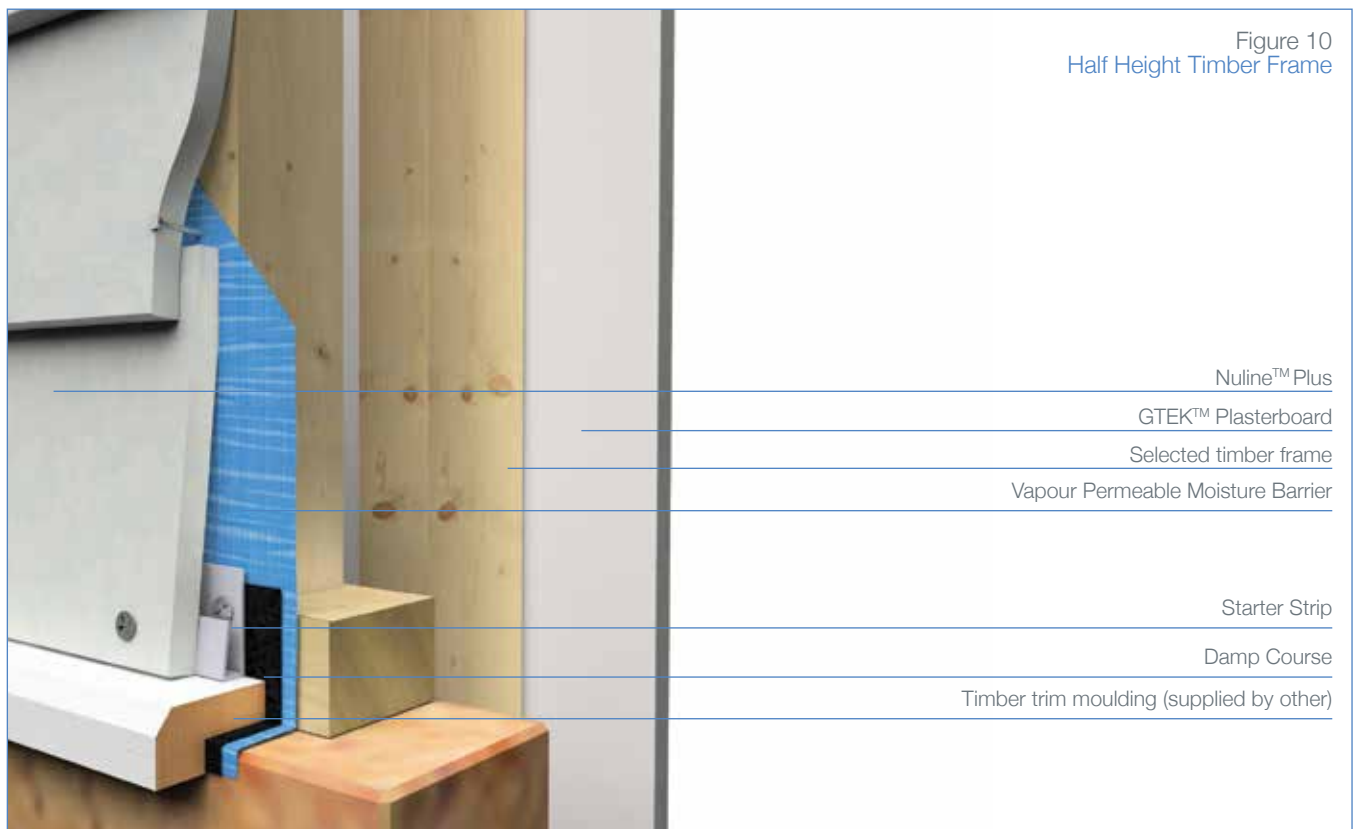 Figure 10
Half Height Timber Frame
Nuline™ Plus
GTEK™ Plasterboard
Selected timber frame
Vapour Permeable Moisture Barrier
Starter Strip
Damp Course
Timber trim moulding (supplied by other)